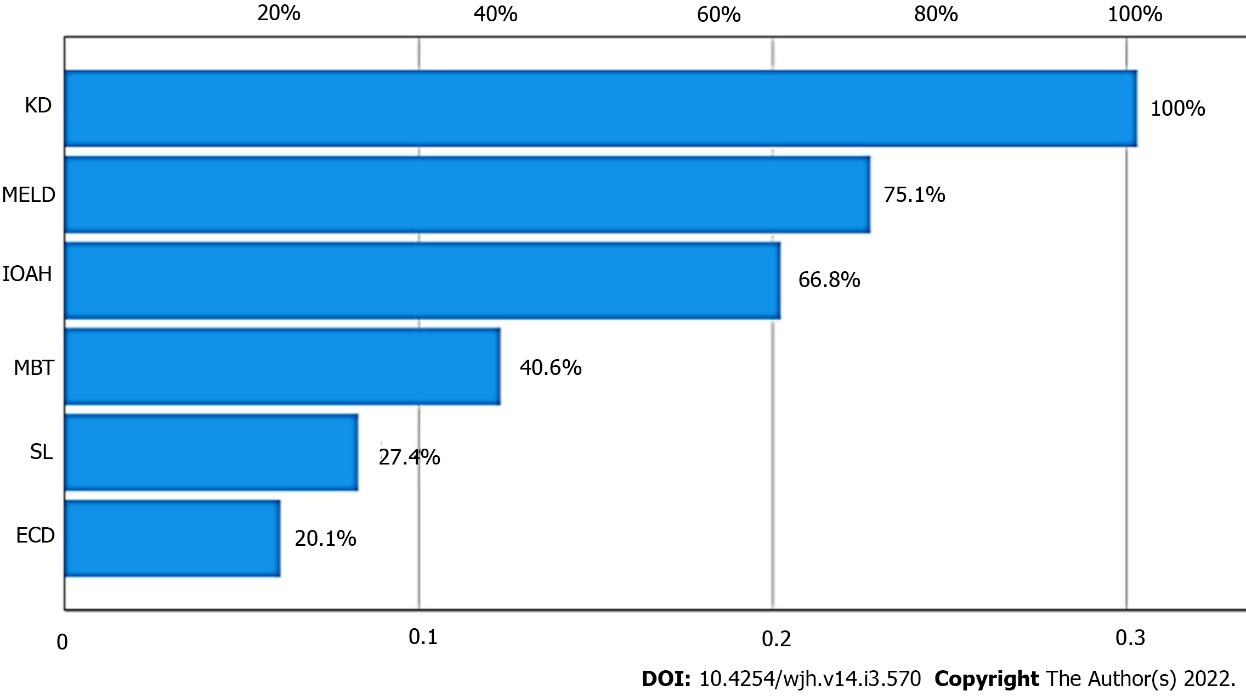 20% 40% 60% 80% 100%
KD 100%
MELD 75.1%
IOAH 66.8%
MBT 40.6%
SL 27.4%
ECD 20.1%
0 0.1 0.2 0.3
DOI: 10.4254/wjh.v14.i3.570 Copyright The Author(s) 2022.